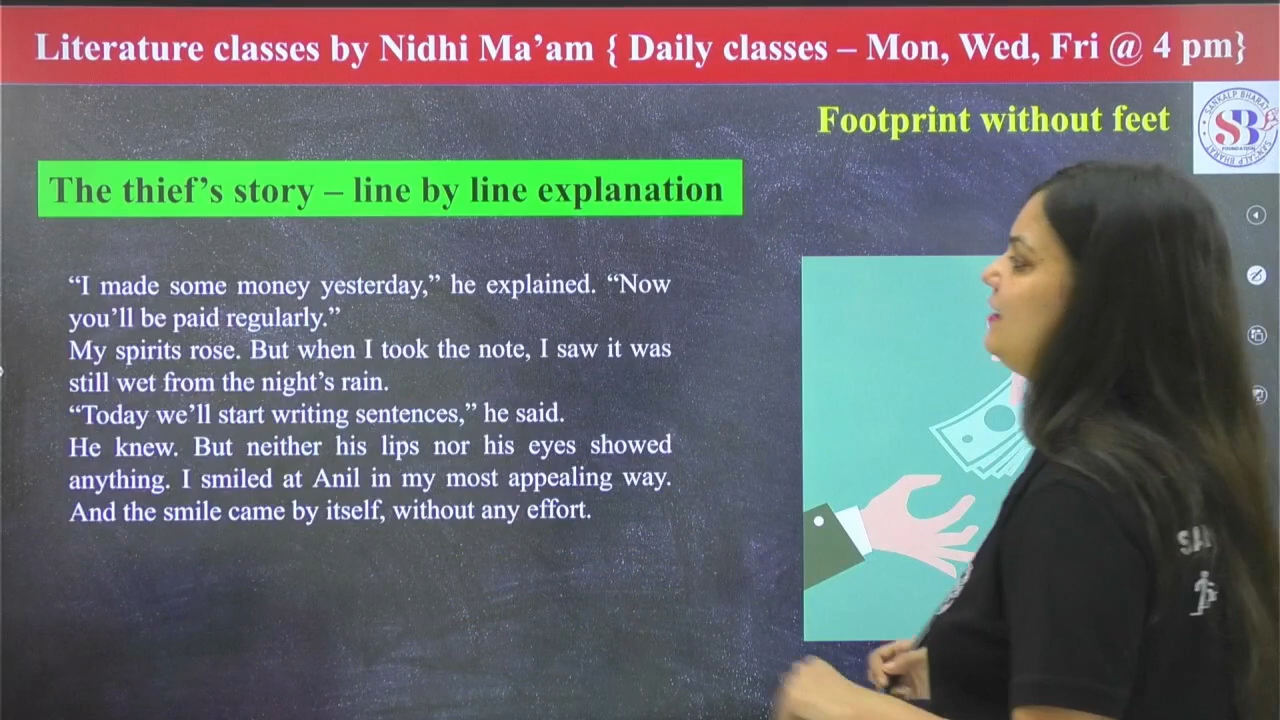 Literature classes by Nidhi Ma’am { Daily classes – Mon, Wed, Fri @ 4 pm}
Footprint without feet
SANKALP BHARAT
SB
FOUNDATION
The thief’s story – line by line explanation
“I made some money yesterday,” he explained. “Now
you’ll be paid regularly.”
My spirits rose. But when I took the note, I saw it was
still wet from the night’s rain.
“Today we’ll start writing sentences,” he said.
He knew. But neither his lips nor his eyes showed
anything. I smiled at Anil in my most appealing way.
And the smile came by itself, without any effort.